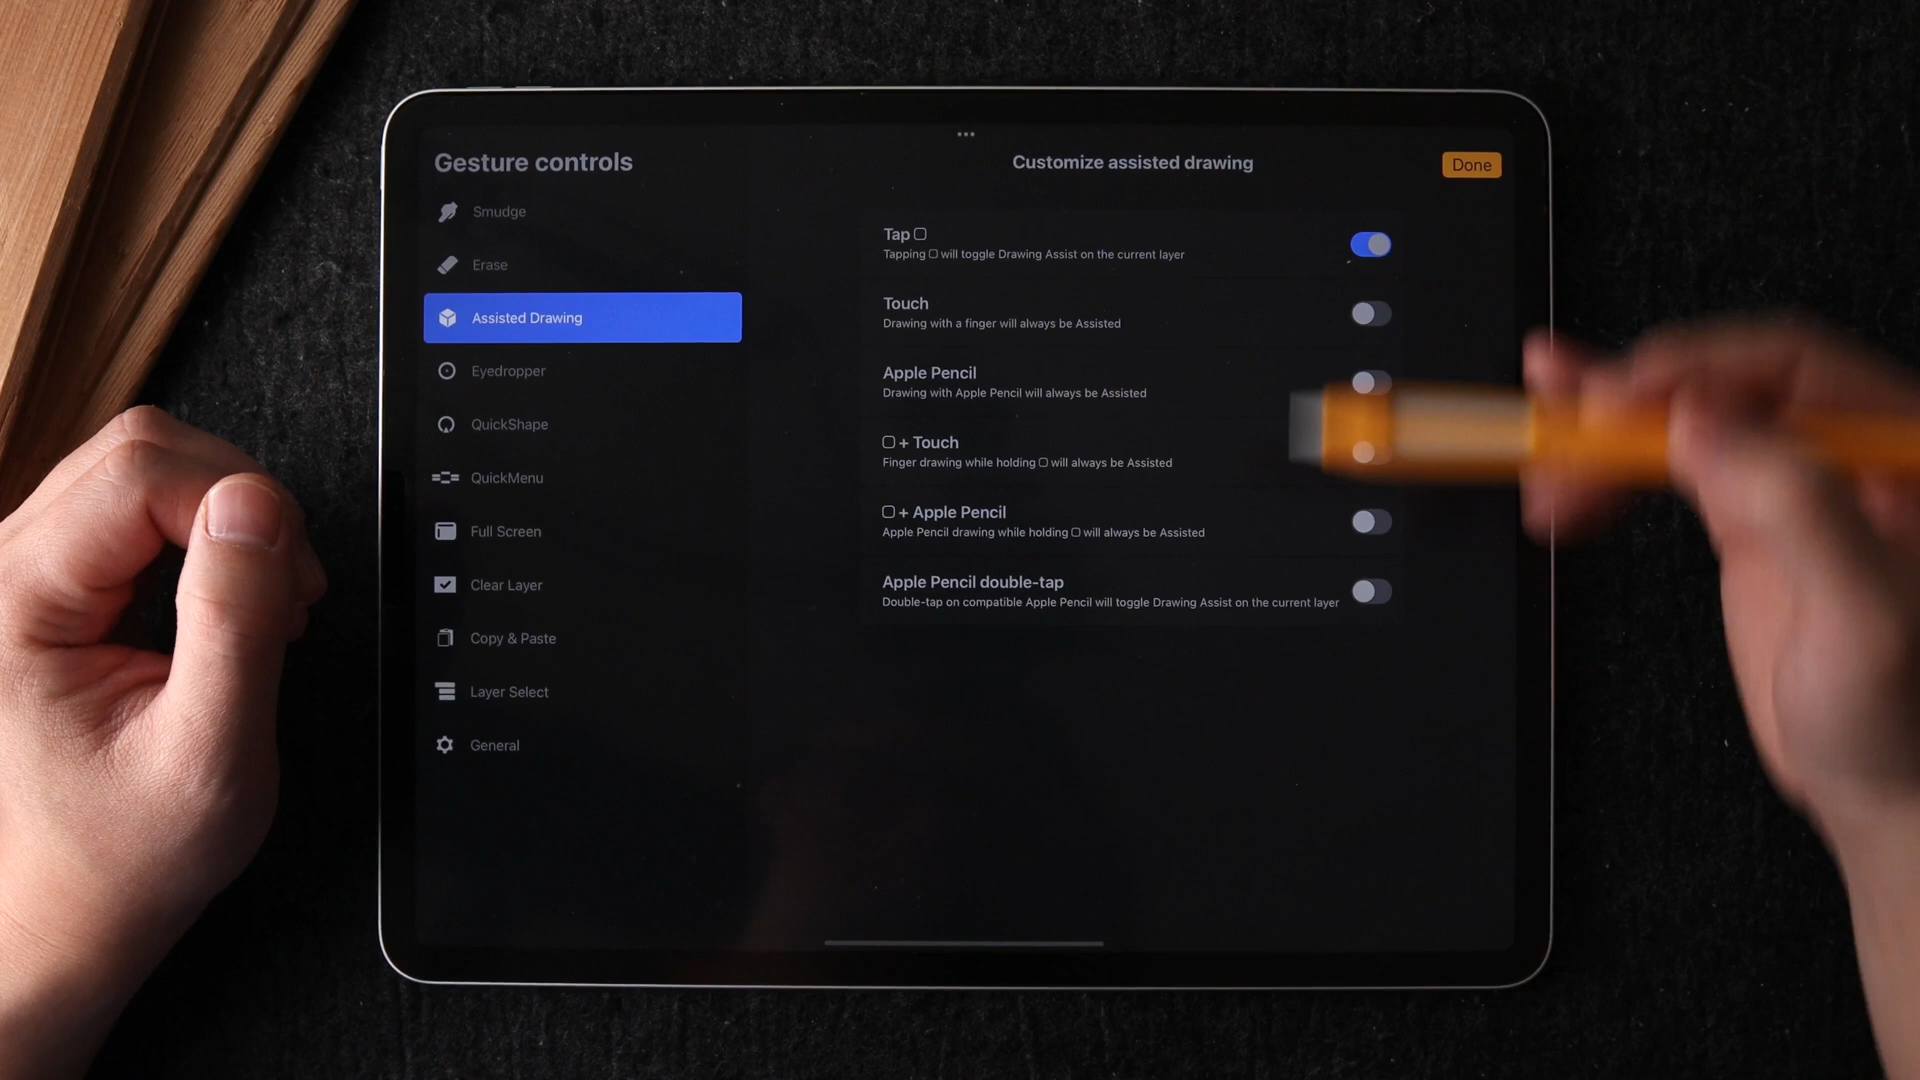 Gesture controls
Smudge
Erase
Assisted Drawing
Eyedropper
QuickShape
QuickMenu
Full Screen
Clear Layer
Copy & Paste
Layer Select
General
Customize assisted drawing
Done
Tap ▢
Tapping ▢ will toggle Drawing Assist on the current layer
Touch
Drawing with a finger will always be Assisted
Apple Pencil
Drawing with Apple Pencil will always be Assisted
▢ + Touch
Finger drawing while holding ▢ will always be Assisted
▢ + Apple Pencil
Apple Pencil drawing while holding ▢ will always be Assisted
Apple Pencil double-tap
Double-tap on compatible Apple Pencil will toggle Drawing Assist on the current layer